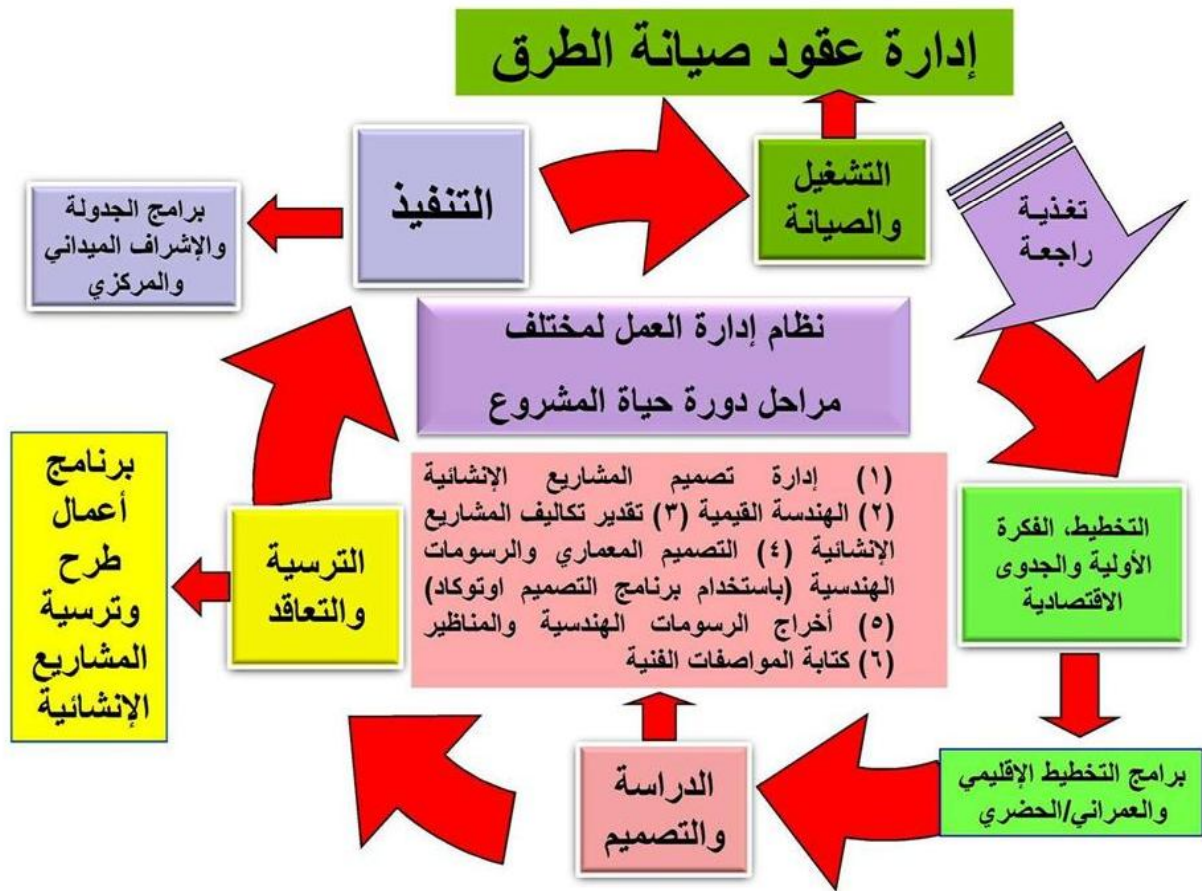 إدارة عقود صيانة الطرق
التنفيذ
التشغيل
والصيانة
تغذية
راجعة
برامج الجدولة
والإشراف الميداني
والمركزي
نظام إدارة العمل لمختلف
مراحل دورة حياة المشروع
برنامج
أعمال
طرح
وترسية
المشاريع
الإنشائية
الترسية
والتعاقد
(١) إدارة تصميم المشاريع الإنشائية
(٢) الهندسة القيمية (٣) تقدير تكاليف المشاريع
الإنشائية (٤) التصميم المعماري والرسومات
الهندسية (باستخدام برنامج التصميم اوتوكاد)
(٥) أخراج الرسومات الهندسية والمناظير
(٦) كتابة المواصفات الفنية
التخطيط، الفكرة
الأولية والجدوى
الاقتصادية
برامج التخطيط الإقليمي
والعمراني/الحضري
الدراسة
والتصميم